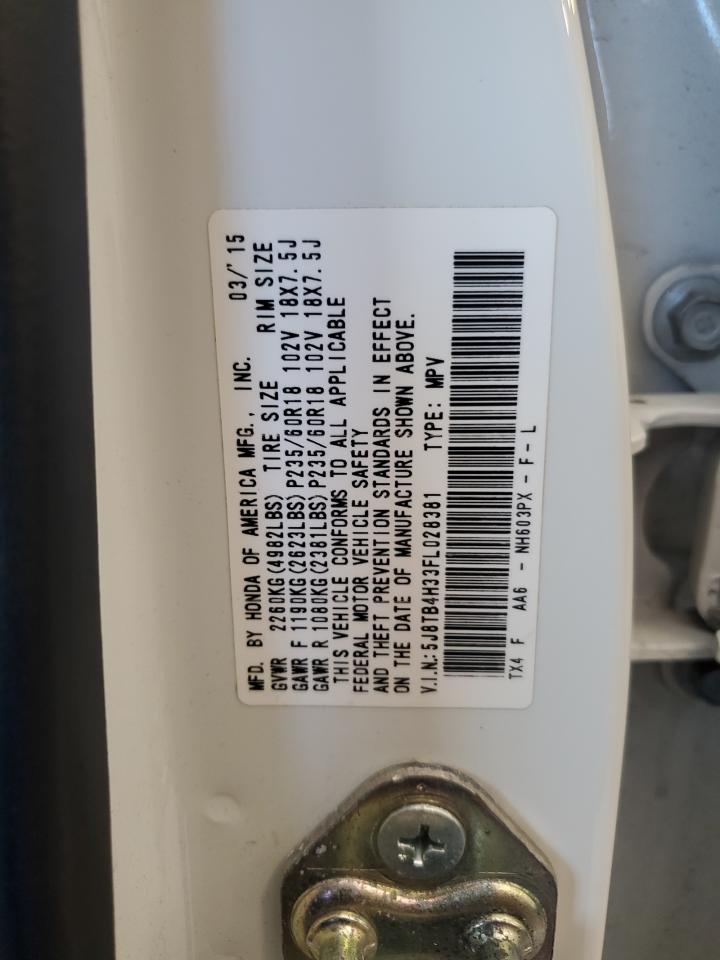 MFD. BY HONDA OF AMERICA MFG., INC. 03/'15
GVWR 2260KG(4982LBS) TIRE SIZE RIM SIZE
GAWR F 1190KG(2623LBS) P235/60R18 102V 18X7.5J
GAWR R 1080KG(2381LBS) P235/60R18 102V 18X7.5J
THIS VEHICLE CONFORMS TO ALL APPLICABLE
FEDERAL MOTOR VEHICLE SAFETY
AND THEFT PREVENTION STANDARDS IN EFFECT
ON THE DATE OF MANUFACTURE SHOWN ABOVE.
V.I.N.: 5J8TB4H33FL028381 TYPE: MPV
TX4 F AA6 - NH603PX - F - L